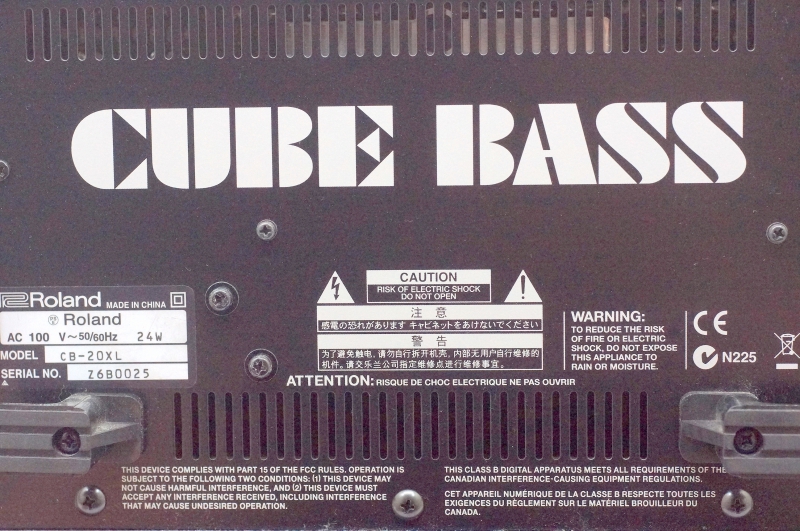 CUBE BASS
Roland MADE IN CHINA
Roland
AC 100 V~50/60Hz 24W
MODEL CB-20XL
SERIAL NO. Z6B0025
CAUTION
RISK OF ELECTRIC SHOCK
DO NOT OPEN
注 意
感電の恐れがあります キャビネットをあけないでください
警 告
为了避免触电，请勿自行拆开机壳，内部无用户自行维修的
机件。请交乐兰公司指定维修点进行维修事宜。
ATTENTION: RISQUE DE CHOC ELECTRIQUE NE PAS OUVRIR
WARNING:
TO REDUCE THE RISK
OF FIRE OR ELECTRIC
SHOCK, DO NOT EXPOSE
THIS APPLIANCE TO
RAIN OR MOISTURE.
CE
N225
THIS DEVICE COMPLIES WITH PART 15 OF THE FCC RULES. OPERATION IS
SUBJECT TO THE FOLLOWING TWO CONDITIONS: (1) THIS DEVICE MAY
NOT CAUSE HARMFUL INTERFERENCE, AND (2) THIS DEVICE MUST
ACCEPT ANY INTERFERENCE RECEIVED, INCLUDING INTERFERENCE
THAT MAY CAUSE UNDESIRED OPERATION.
THIS CLASS B DIGITAL APPARATUS MEETS ALL REQUIREMENTS OF THE
CANADIAN INTERFERENCE-CAUSING EQUIPMENT REGULATIONS.
CET APPAREIL NUMÉRIQUE DE LA CLASSE B RESPECTE TOUTES LES
EXIGENCES DU RÈGLEMENT SUR LE MATÉRIEL BROUILLEUR DU
CANADA.